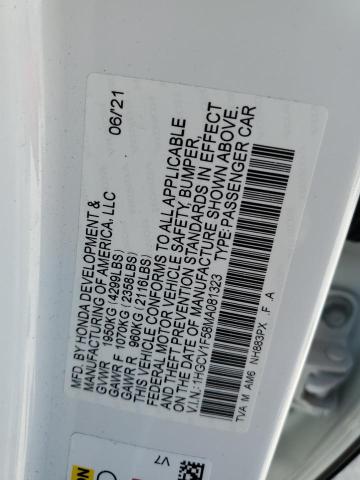 MFD. BY HONDA DEVELOPMENT & 06/21
MANUFACTURING OF AMERICA, LLC
GVWR 1950KG (4299LBS)
GAWR F 1070KG (2358LBS)
GAWR R 960KG (2116LBS)
THIS VEHICLE CONFORMS TO ALL APPLICABLE
FEDERAL MOTOR VEHICLE SAFETY, BUMPER,
AND THEFT PREVENTION STANDARDS IN EFFECT
ON THE DATE OF MANUFACTURE SHOWN ABOVE.
V.I.N.: 1HGCV1F58MA081323 TYPE: PASSENGER CAR
TVA M AM6 NH883PX F A
V7